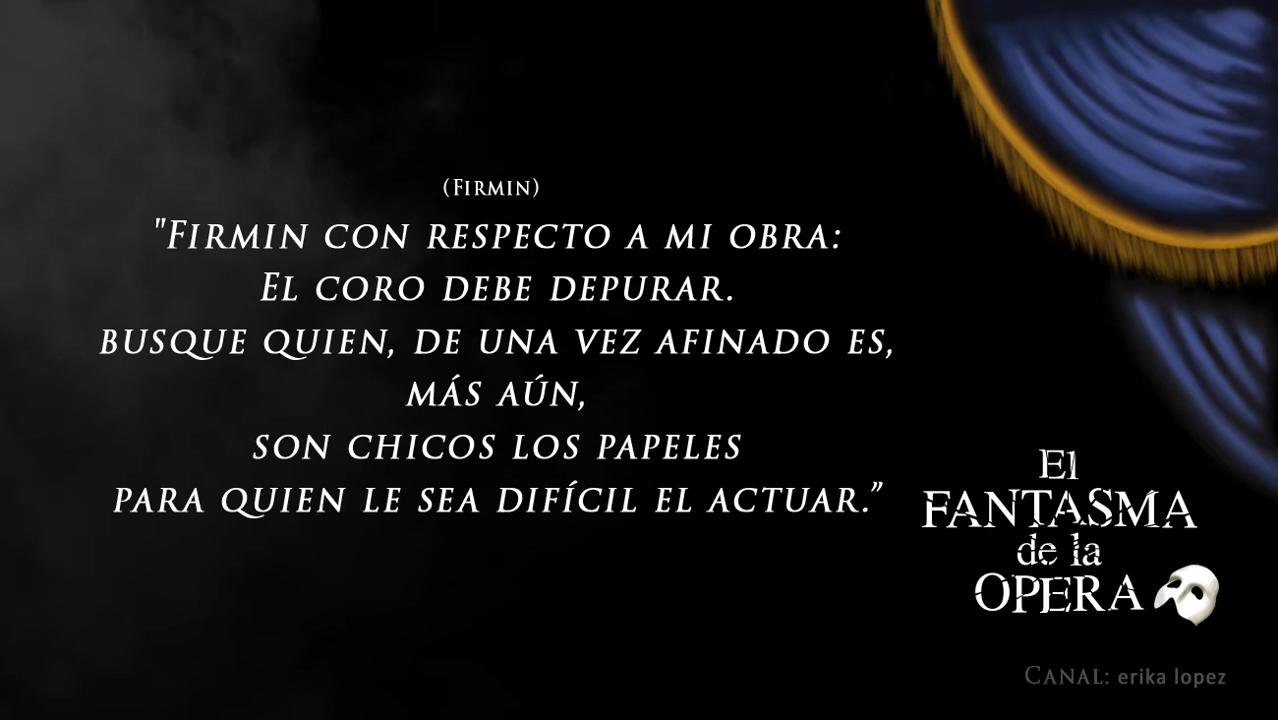 (Firmin)
"Firmin con respecto a mi obra:
El coro debe depurar.
busque quien, de una vez afinado es,
más aún,
son chicos los papeles
para quien le sea difícil el actuar.”
El
FANTASMA
de la
OPERA
Canal: erika lopez